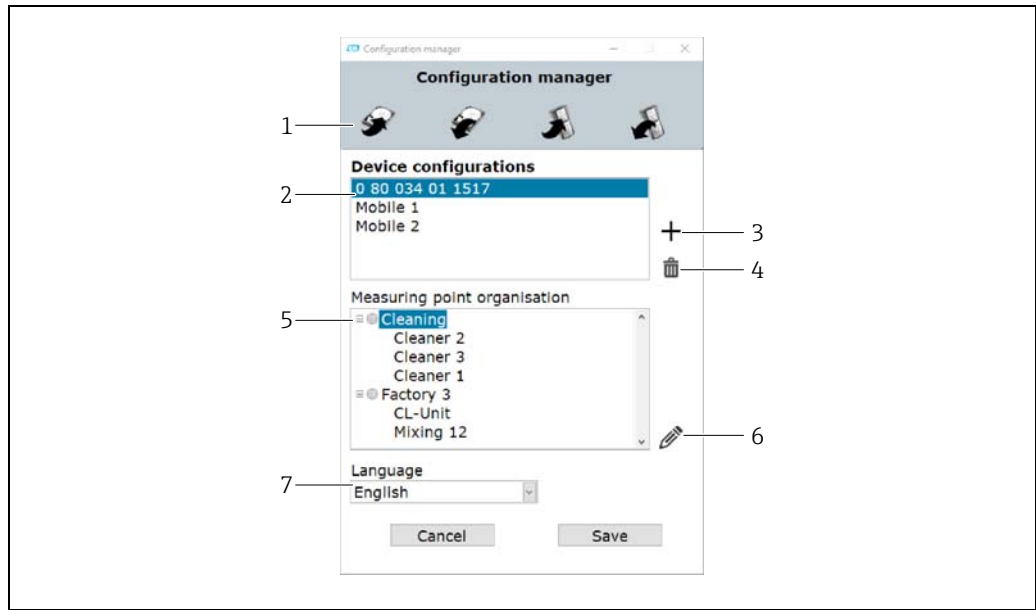 Configuration manager
Configuration manager
1
Device configurations
2
0 80 034 01 1517
Mobile 1
Mobile 2
3
4
Measuring point organisation
5
Cleaning
Cleaner 2
Cleaner 3
Cleaner 1
Factory 3
CL-Unit
Mixing 12
6
Language
7
English
Cancel Save